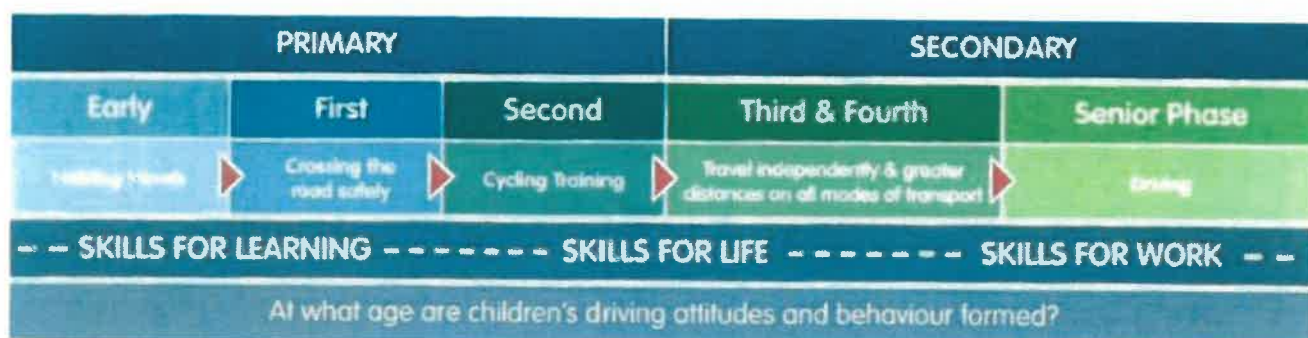 PRIMARY
SECONDARY
Early
First
Second
Third & Fourth
Senior Phase
Holding Hands
Crossing the
road safely
Cycling Training
Travel independently & greater
distances on all modes of transport
Driving
SKILLS FOR LEARNING
SKILLS FOR LIFE
SKILLS FOR WORK
At what age are children's driving attitudes and behaviour formed?